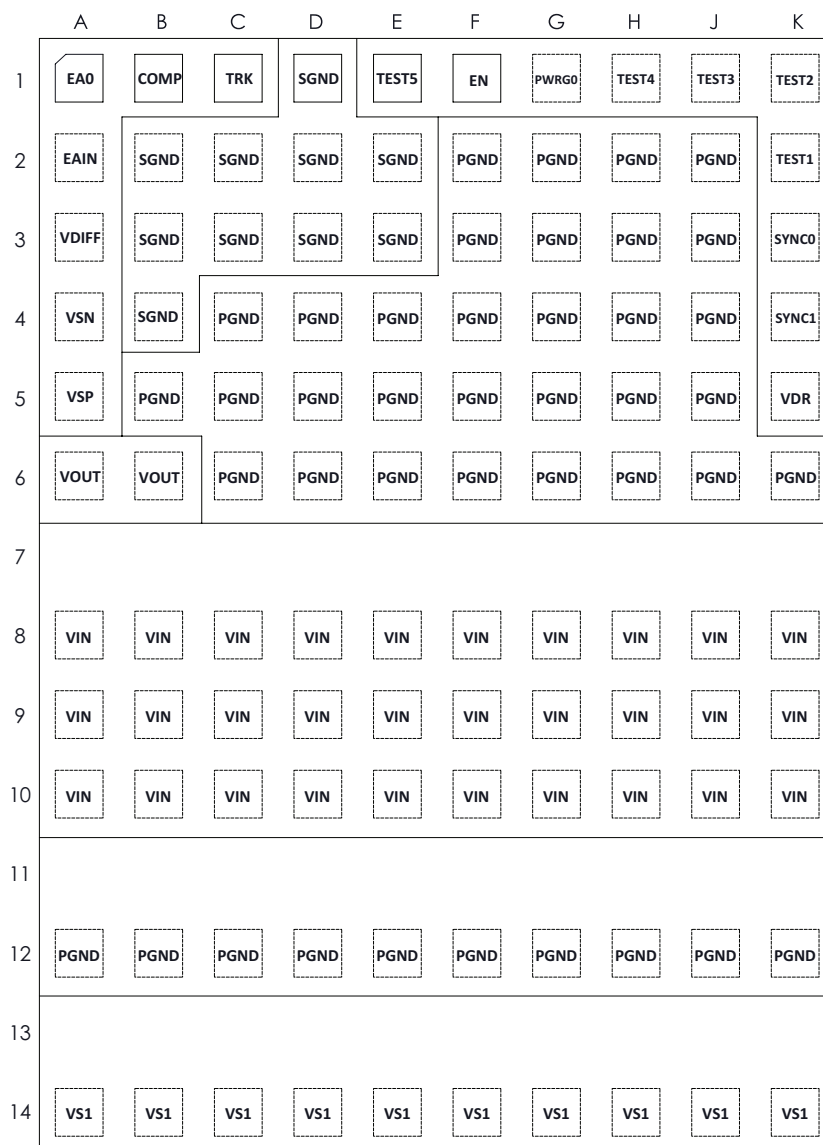 A B C D E F G H J K
1 EA0 COMP TRK SGND TEST5 EN PWRG0 TEST4 TEST3 TEST2
2 EAIN SGND SGND SGND SGND PGND PGND PGND PGND TEST1
3 VDIFF SGND SGND SGND SGND PGND PGND PGND PGND SYNC0
4 VSN SGND PGND PGND PGND PGND PGND PGND PGND SYNC1
5 VSP PGND PGND PGND PGND PGND PGND PGND PGND VDR
6 VOUT VOUT PGND PGND PGND PGND PGND PGND PGND PGND
7
8 VIN VIN VIN VIN VIN VIN VIN VIN VIN VIN
9 VIN VIN VIN VIN VIN VIN VIN VIN VIN VIN
10 VIN VIN VIN VIN VIN VIN VIN VIN VIN VIN
11
12 PGND PGND PGND PGND PGND PGND PGND PGND PGND PGND
13
14 VS1 VS1 VS1 VS1 VS1 VS1 VS1 VS1 VS1 VS1